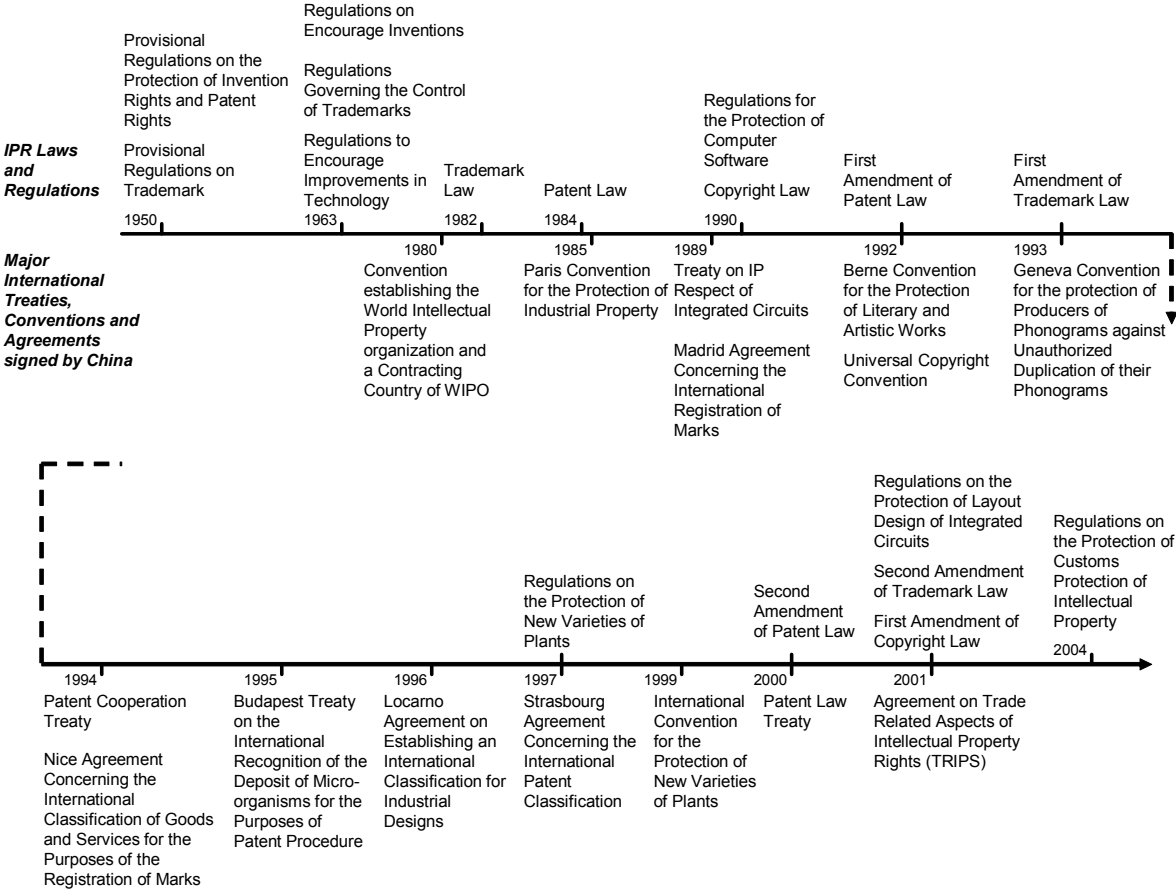 IPR Laws
and
Regulations
Provisional
Regulations on the
Protection of Invention
Rights and Patent
Rights
Provisional
Regulations on
Trademark
1950
Regulations on
Encourage Inventions
Regulations
Governing the Control
of Trademarks
Regulations to
Encourage
Improvements in
Technology
1963
Trademark
Law
1982
Patent Law
1984
Regulations for
the Protection of
Computer
Software
Copyright Law
1990
First
Amendment of
Patent Law
First
Amendment of
Trademark Law
Major
International
Treaties,
Conventions and
Agreements
signed by China
1980
Convention
establishing the
World Intellectual
Property
organization and
a Contracting
Country of WIPO
1985
Paris Convention
for the Protection of
Industrial Property
1989
Treaty on IP
Respect of
Integrated Circuits
Madrid Agreement
Concerning the
International
Registration of
Marks
1992
Berne Convention
for the Protection
of Literary and
Artistic Works
Universal Copyright
Convention
1993
Geneva Convention
for the protection of
Producers of
Phonograms against
Unauthorized
Duplication of their
Phonograms
Regulations on
the Protection of
New Varieties of
Plants
Second
Amendment
of Patent Law
Regulations on the
Protection of Layout
Design of Integrated
Circuits
Second Amendment
of Trademark Law
First Amendment of
Copyright Law
Regulations on
the Protection of
Customs
Protection of
Intellectual
Property
2004
1994
Patent Cooperation
Treaty
Nice Agreement
Concerning the
International
Classification of Goods
and Services for the
Purposes of the
Registration of Marks
1995
Budapest Treaty
on the
International
Recognition of the
Deposit of Micro-
organisms for the
Purposes of
Patent Procedure
1996
Locarno
Agreement on
Establishing an
International
Classification for
Industrial
Designs
1997
Strasbourg
Agreement
Concerning the
International
Patent
Classification
1999
International
Convention
for the
Protection of
New Varieties
of Plants
2000
Patent Law
Treaty
2001
Agreement on Trade
Related Aspects of
Intellectual Property
Rights (TRIPS)